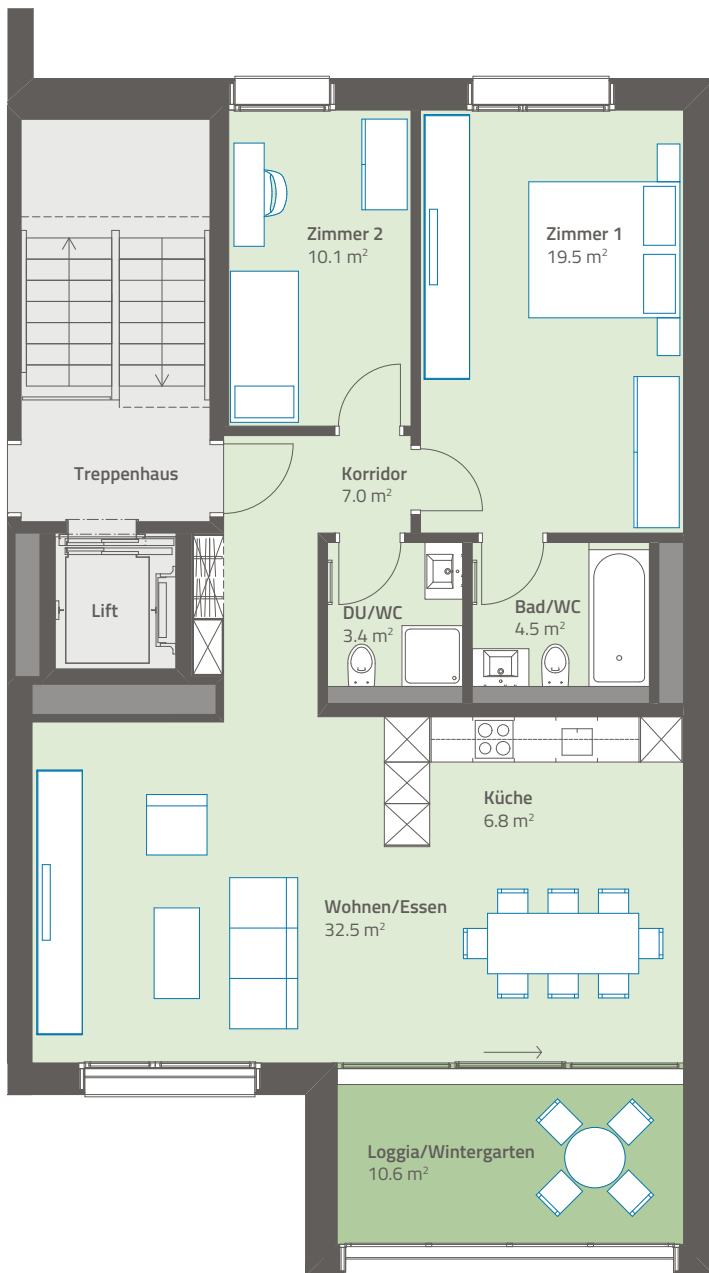 Zimmer 2
10.1 m²
Zimmer 1
19.5 m²
Treppenhaus
Korridor
7.0 m²
Lift
DU/WC
3.4 m²
Bad/WC
4.5 m²
Küche
6.8 m²
Wohnen/Essen
32.5 m²
Loggia/Wintergarten
10.6 m²